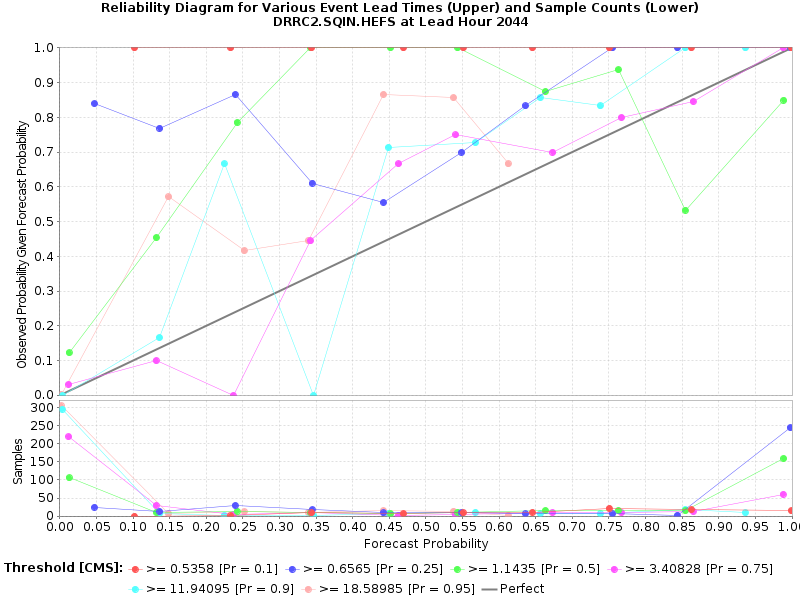 Reliability Diagram for Various Event Lead Times (Upper) and Sample Counts (Lower)
DRRC2.SQIN.HEFS at Lead Hour 2044
Observed Probability Given Forecast Probability
1.0
0.9
0.8
0.7
0.6
0.5
0.4
0.3
0.2
0.1
0.0
Samples
300
250
200
150
100
50
0
0.00 0.05 0.10 0.15 0.20 0.25 0.30 0.35 0.40 0.45 0.50 0.55 0.60 0.65 0.70 0.75 0.80 0.85 0.90 0.95 1.00
Forecast Probability
Threshold [CMS]: >= 0.5358 [Pr = 0.1] >= 0.6565 [Pr = 0.25] >= 1.1435 [Pr = 0.5] >= 3.40828 [Pr = 0.75]
>= 11.94095 [Pr = 0.9] >= 18.58985 [Pr = 0.95] Perfect